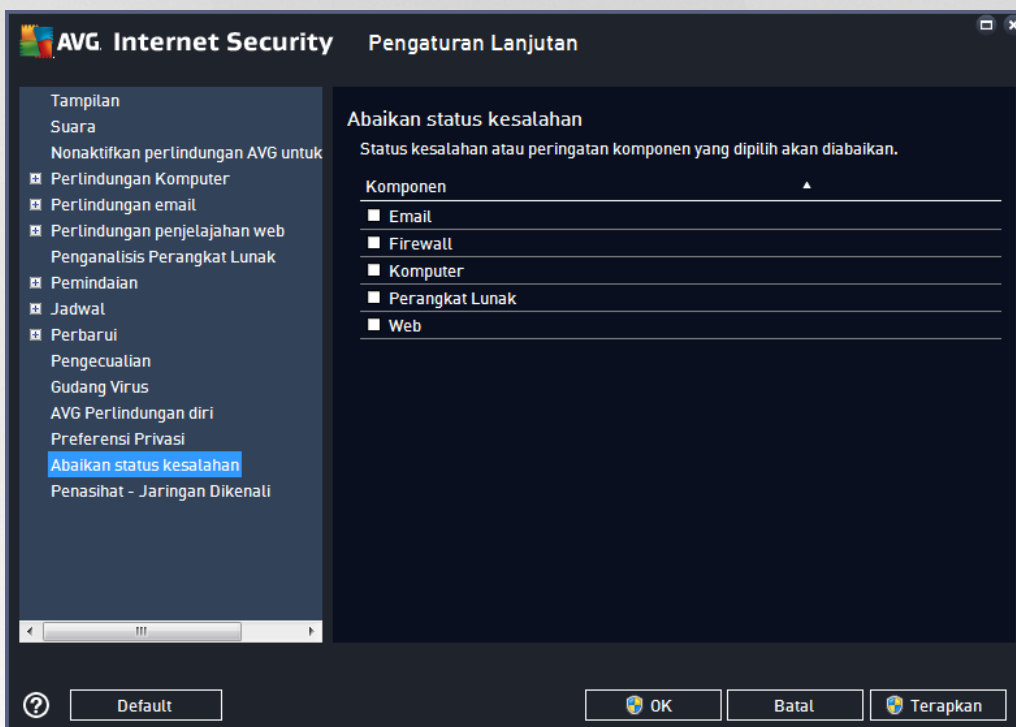 AVG Internet Security Pengaturan Lanjutan
Tampilan
Suara
Nonaktifkan perlindungan AVG untuk
Perlindungan Komputer
Perlindungan email
Perlindungan penjelajahan web
Penganalisis Perangkat Lunak
Pemindaian
Jadwal
Perbarui
Pengecualian
Gudang Virus
AVG Perlindungan diri
Preferensi Privasi
Abaikan status kesalahan
Penasihat - Jaringan Dikenali
Abaikan status kesalahan
Status kesalahan atau peringatan komponen yang dipilih akan diabaikan.
Komponen
Email
Firewall
Komputer
Perangkat Lunak
Web
? Default OK Batal Terapkan